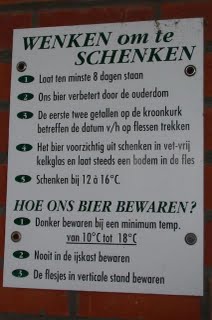 WENKEN om te
SCHENKEN
1 Laat ten minste 8 dagen staan
2 Ons bier verbetert door de ouderdom
3 De eerste twee getallen op de kroonkurk
betreffen de datum v/h op flessen trekken
4 Het bier voorzichtig uit schenken in vet-vrij
kelkglas en laat steeds een bodem in de fles
5 Schenken bij 12 à 16°C.
HOE ONS BIER BEWAREN?
1 Donker bewaren bij een minimum temp.
van 10°C tot 18°C
2 Nooit in de ijskast bewaren
3 De flesjes in verticale stand bewaren